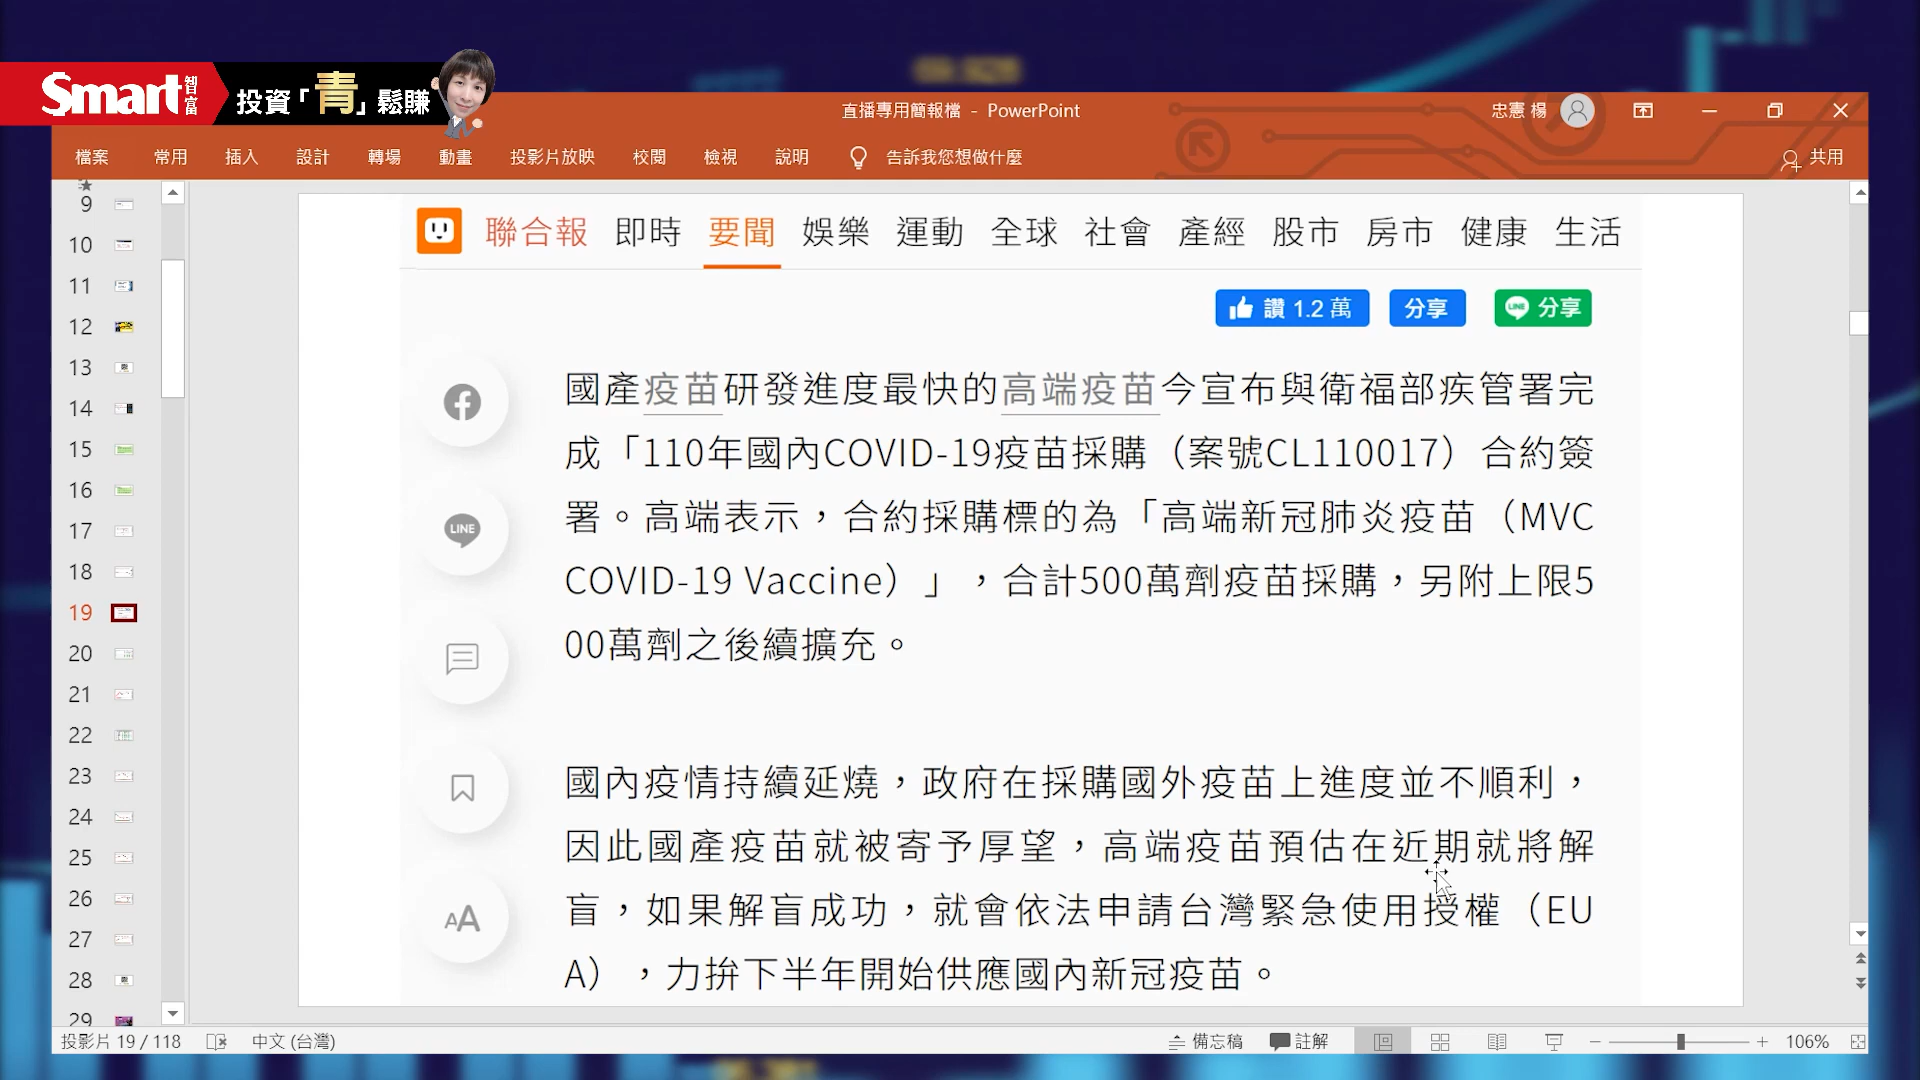 Smart智富
投資「青」鬆賺
直播專用簡報檔 - PowerPoint
忠憲 楊
檔案 常用 插入 設計 轉場 動畫 投影片放映 校閱 檢視 說明 告訴我您想做什麼 共用
9
10
11
12
13
14
15
16
17
18
19
20
21
22
23
24
25
26
27
28
29
聯合報 即時 要聞 娛樂 運動 全球 社會 產經 股市 房市 健康 生活
讚 1.2 萬 分享 LINE 分享
國產疫苗研發進度最快的高端疫苗今宣布與衛福部疾管署完
成「110年國內COVID-19疫苗採購（案號CL110017）合約簽
署。高端表示，合約採購標的為「高端新冠肺炎疫苗（MVC
COVID-19 Vaccine）」，合計500萬劑疫苗採購，另附上限5
00萬劑之後續擴充。
國內疫情持續延燒，政府在採購國外疫苗上進度並不順利，
因此國產疫苗就被寄予厚望，高端疫苗預估在近期就將解
盲，如果解盲成功，就會依法申請台灣緊急使用授權（EU
A），力拚下半年開始供應國內新冠疫苗。
LINE
AA
投影片 19 / 118 中文 (台灣) 備忘稿 註解 106%